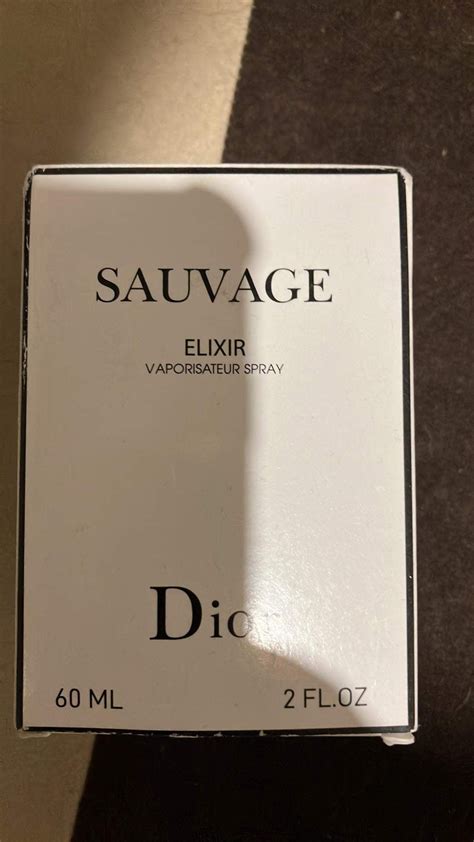 SAUVAGE
ELIXIR
VAPORISATEUR SPRAY
Dior
60 ML 2 FL.OZ